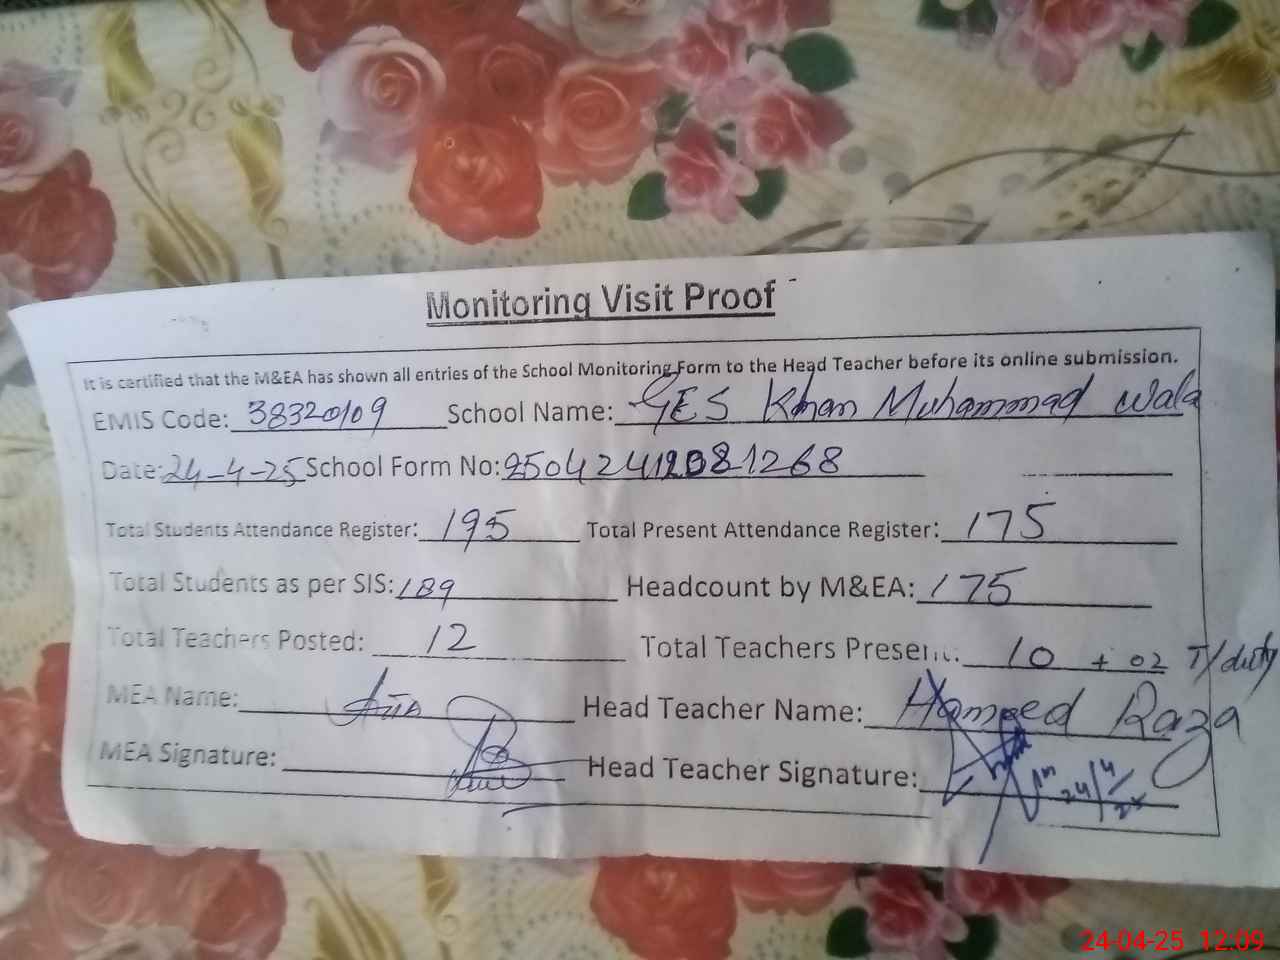 Monitoring Visit Proof
It is certified that the M&EA has shown all entries of the School Monitoring Form to the Head Teacher before its online submission.
EMIS Code: 38320109 School Name: GES Khan Muhammad Wala
Date: 24-4-25 School Form No: 25042412081268
Total Students Attendance Register: 195 Total Present Attendance Register: 175
Total Students as per SIS: 189 Headcount by M&EA: 175
Total Teachers Posted: 12 Total Teachers Present: 10 + 02 T/duty
MEA Name: Head Teacher Name: Hameed Raza
MEA Signature: Head Teacher Signature: 24/4/25
24-04-25 12:09